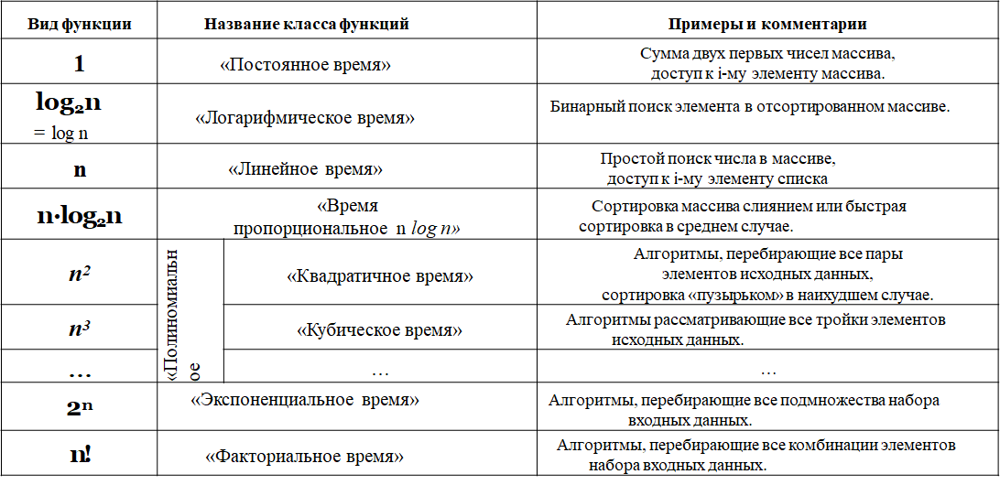 Вид функции
Название класса функций
Примеры и комментарии
1
«Постоянное время»
Сумма двух первых чисел массива,
доступ к i-му элементу массива.
log₂n
= log n
«Логарифмическое время»
Бинарный поиск элемента в отсортированном массиве.
n
«Линейное время»
Простой поиск числа в массиве,
доступ к i-му элементу списка
n·log₂n
«Время
пропорциональное n log n»
Сортировка массива слиянием или быстрая
сортировка в среднем случае.
«Полиномиальн
ое
n²
«Квадратичное время»
Алгоритмы, перебирающие все пары
элементов исходных данных,
сортировка «пузырьком» в наихудшем случае.
n³
«Кубическое время»
Алгоритмы рассматривающие все тройки элементов
исходных данных.
…
…
…
2ⁿ
«Экспоненциальное время»
Алгоритмы, перебирающие все подмножества набора
входных данных.
n!
«Факториальное время»
Алгоритмы, перебирающие все комбинации элементов
набора входных данных.